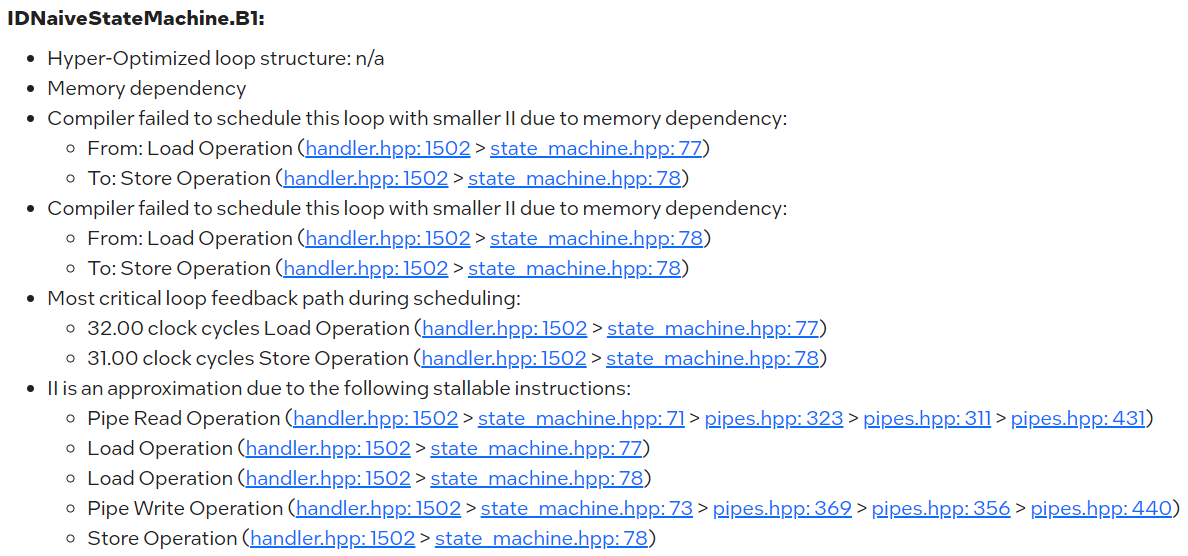 IDNaiveStateMachine.B1:
• Hyper-Optimized loop structure: n/a
• Memory dependency
• Compiler failed to schedule this loop with smaller II due to memory dependency:
◦ From: Load Operation (handler.hpp: 1502 > state_machine.hpp: 77)
◦ To: Store Operation (handler.hpp: 1502 > state_machine.hpp: 78)
• Compiler failed to schedule this loop with smaller II due to memory dependency:
◦ From: Load Operation (handler.hpp: 1502 > state_machine.hpp: 78)
◦ To: Store Operation (handler.hpp: 1502 > state_machine.hpp: 78)
• Most critical loop feedback path during scheduling:
◦ 32.00 clock cycles Load Operation (handler.hpp: 1502 > state_machine.hpp: 77)
◦ 31.00 clock cycles Store Operation (handler.hpp: 1502 > state_machine.hpp: 78)
• II is an approximation due to the following stallable instructions:
◦ Pipe Read Operation (handler.hpp: 1502 > state_machine.hpp: 71 > pipes.hpp: 323 > pipes.hpp: 311 > pipes.hpp: 431)
◦ Load Operation (handler.hpp: 1502 > state_machine.hpp: 77)
◦ Load Operation (handler.hpp: 1502 > state_machine.hpp: 78)
◦ Pipe Write Operation (handler.hpp: 1502 > state_machine.hpp: 73 > pipes.hpp: 369 > pipes.hpp: 356 > pipes.hpp: 440)
◦ Store Operation (handler.hpp: 1502 > state_machine.hpp: 78)